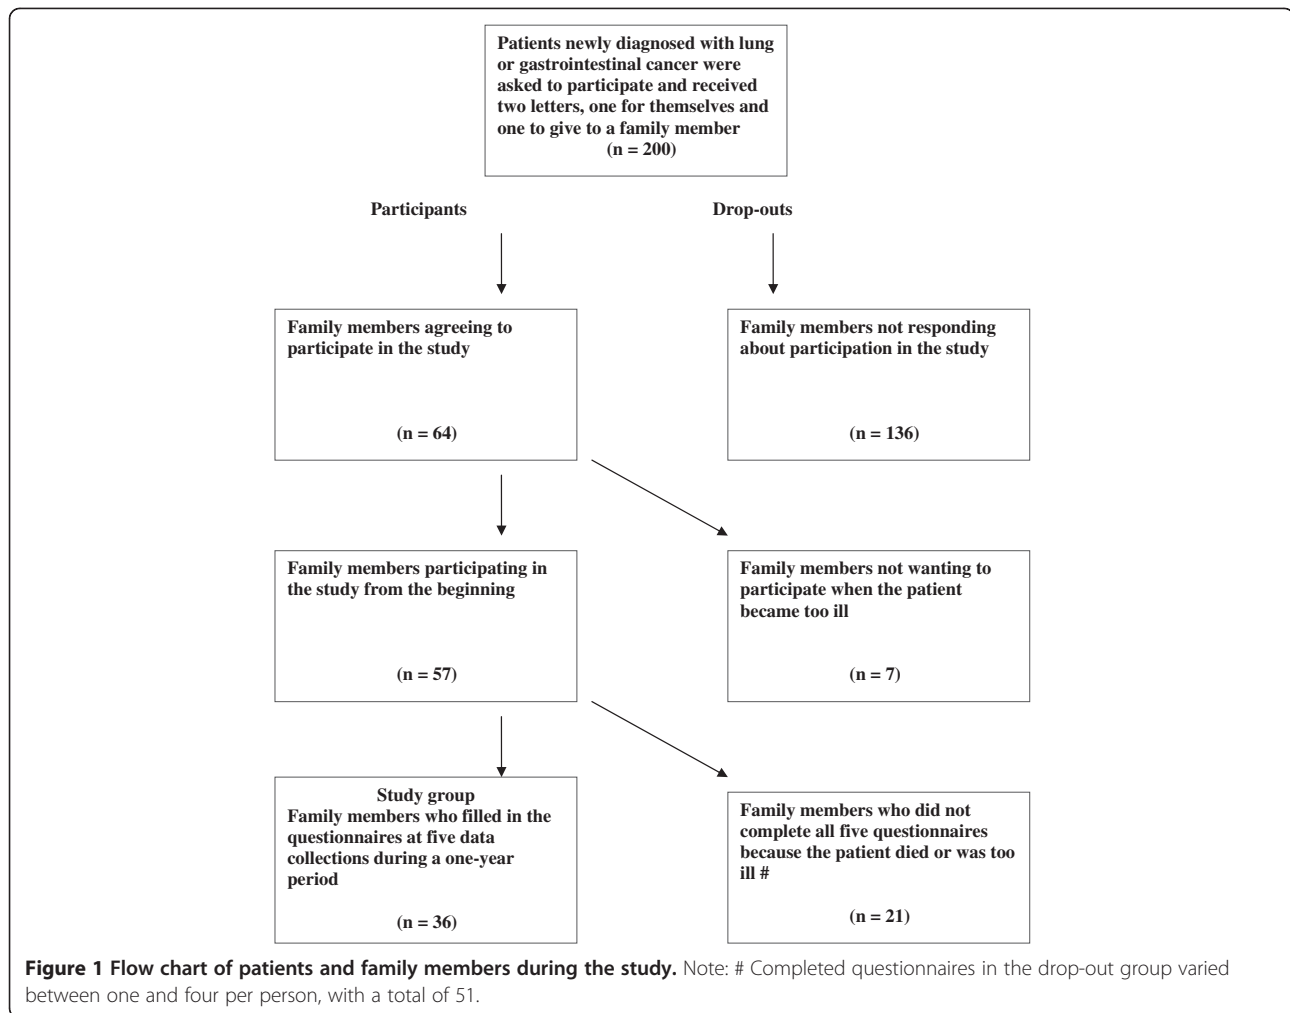 Patients newly diagnosed with lung
or gastrointestinal cancer were
asked to participate and received
two letters, one for themselves and
one to give to a family member
(n = 200)
Participants
Drop-outs
Family members agreeing to
participate in the study
(n = 64)
Family members not responding
about participation in the study
(n = 136)
Family members participating in
the study from the beginning
(n = 57)
Family members not wanting to
participate when the patient
became too ill
(n = 7)
Study group
Family members who filled in the
questionnaires at five data
collections during a one-year
period
(n = 36)
Family members who did not
complete all five questionnaires
because the patient died or was too
ill #
(n = 21)
Figure 1 Flow chart of patients and family members during the study. Note: # Completed questionnaires in the drop-out group varied
between one and four per person, with a total of 51.